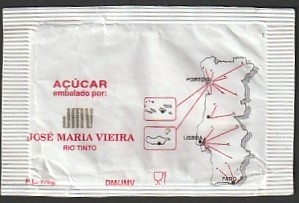 AÇÚCAR
embalado por:
JMV
JOSÉ MARIA VIEIRA
RIO TINTO
PORTO
LISBOA
FARO
DM/JMV